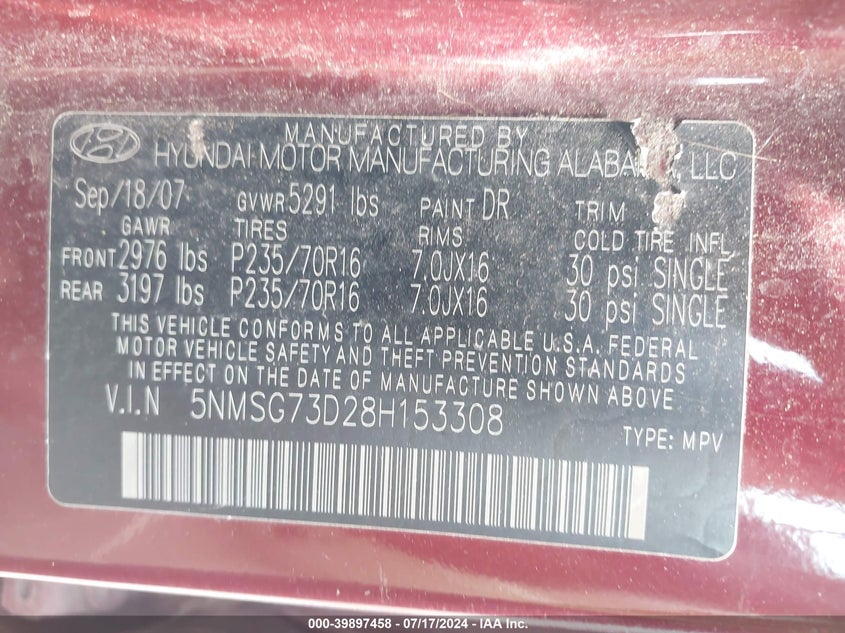 MANUFACTURED BY
HYUNDAI MOTOR MANUFACTURING LLC
Sep/18/07 GVWR 5291 lbs PAINT DR TRIM
GAWR TIRES RIMS COLD TIRE INFL
FRONT 2976 lbs P235/70R16 7.0JX16 30 psi SINGLE
REAR 3197 lbs P235/70R16 7.0JX16 30 psi SINGLE
THIS VEHICLE CONFORMS TO ALL APPLICABLE U.S.A. FEDERAL
MOTOR VEHICLE SAFETY AND THEFT PREVENTION STANDARDS
IN EFFECT ON THE DATE OF MANUFACTURE SHOWN ABOVE.
V.I.N 5NMSG73D28H153308
TYPE: MPV
000-39897458 - 07/17/2024 - IAA Inc.